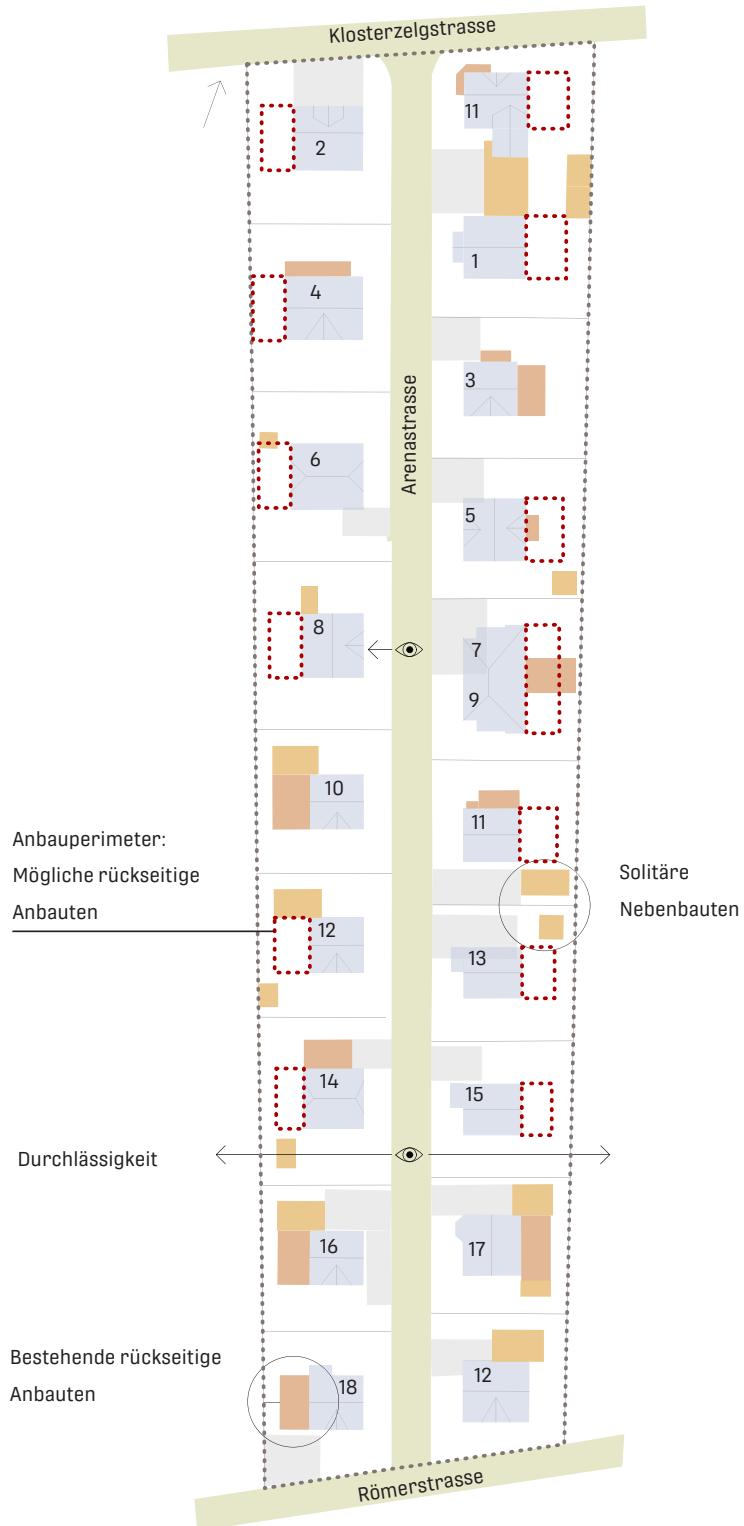 Klosterzelgstrasse
11
2
1
4
3
Arenastrasse
6
5
8
7
9
10
11
Anbauperimeter:
Mögliche rückseitige
Anbauten
Solitäre
Nebenbauten
12
13
14
15
Durchlässigkeit
16
17
Bestehende rückseitige
Anbauten
18
12
Römerstrasse